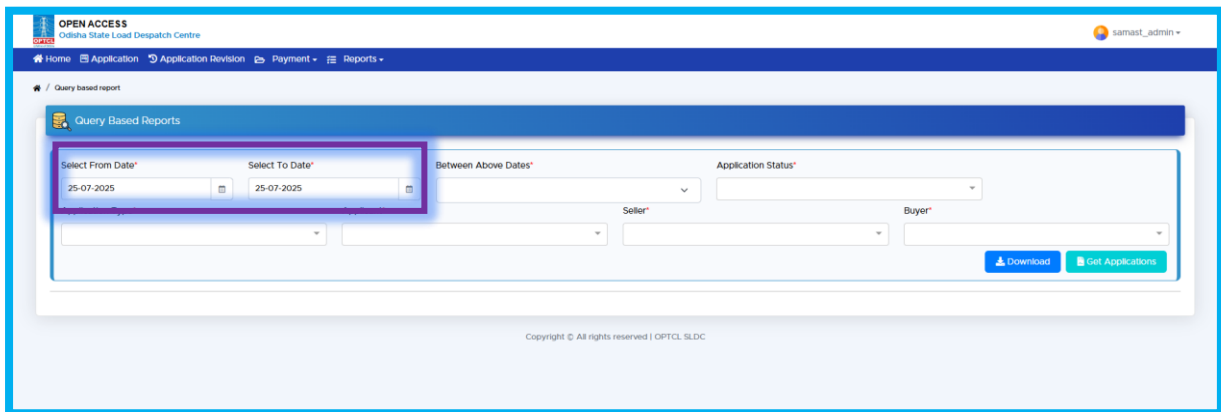 OPEN ACCESS
Odisha State Load Despatch Centre
OPTCL
samast_admin
Home Application Application Revision Payment Reports
/ Query based report
Query Based Reports
Select From Date* Select To Date* Between Above Dates* Application Status*
25-07-2025 25-07-2025
Seller* Buyer*
Download Get Applications
Copyright © All rights reserved | OPTCL SLDC